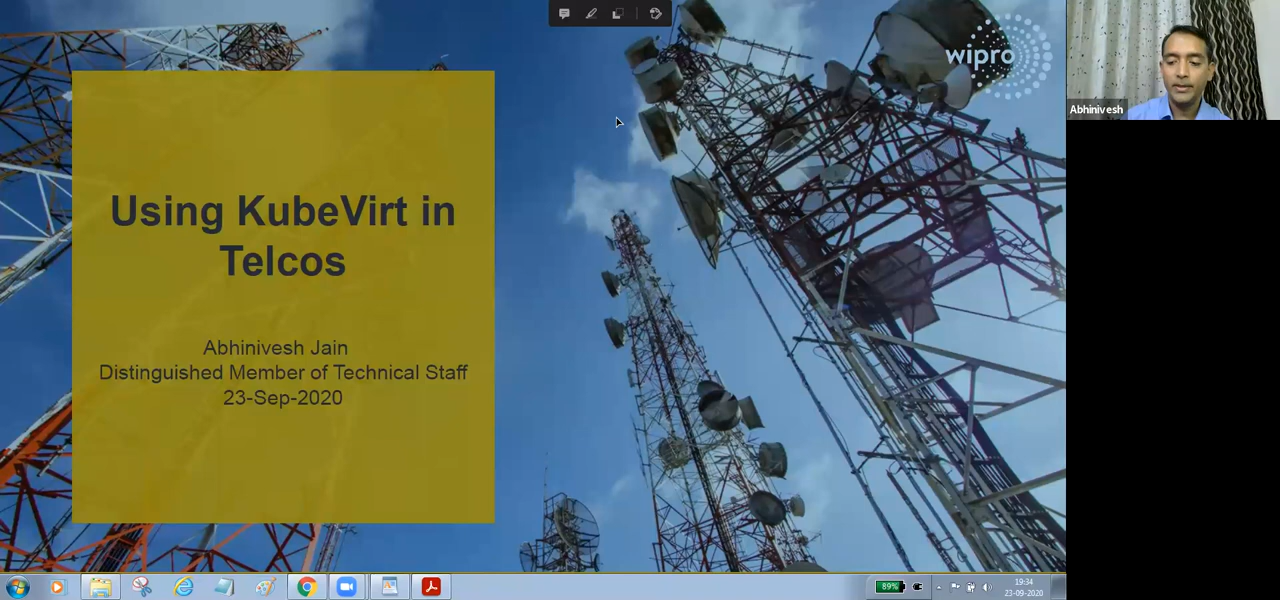 wipro
Abhinivesh
Using KubeVirt in
Telcos
Abhinivesh Jain
Distinguished Member of Technical Staff
23-Sep-2020
89%
19:34
23-09-2020